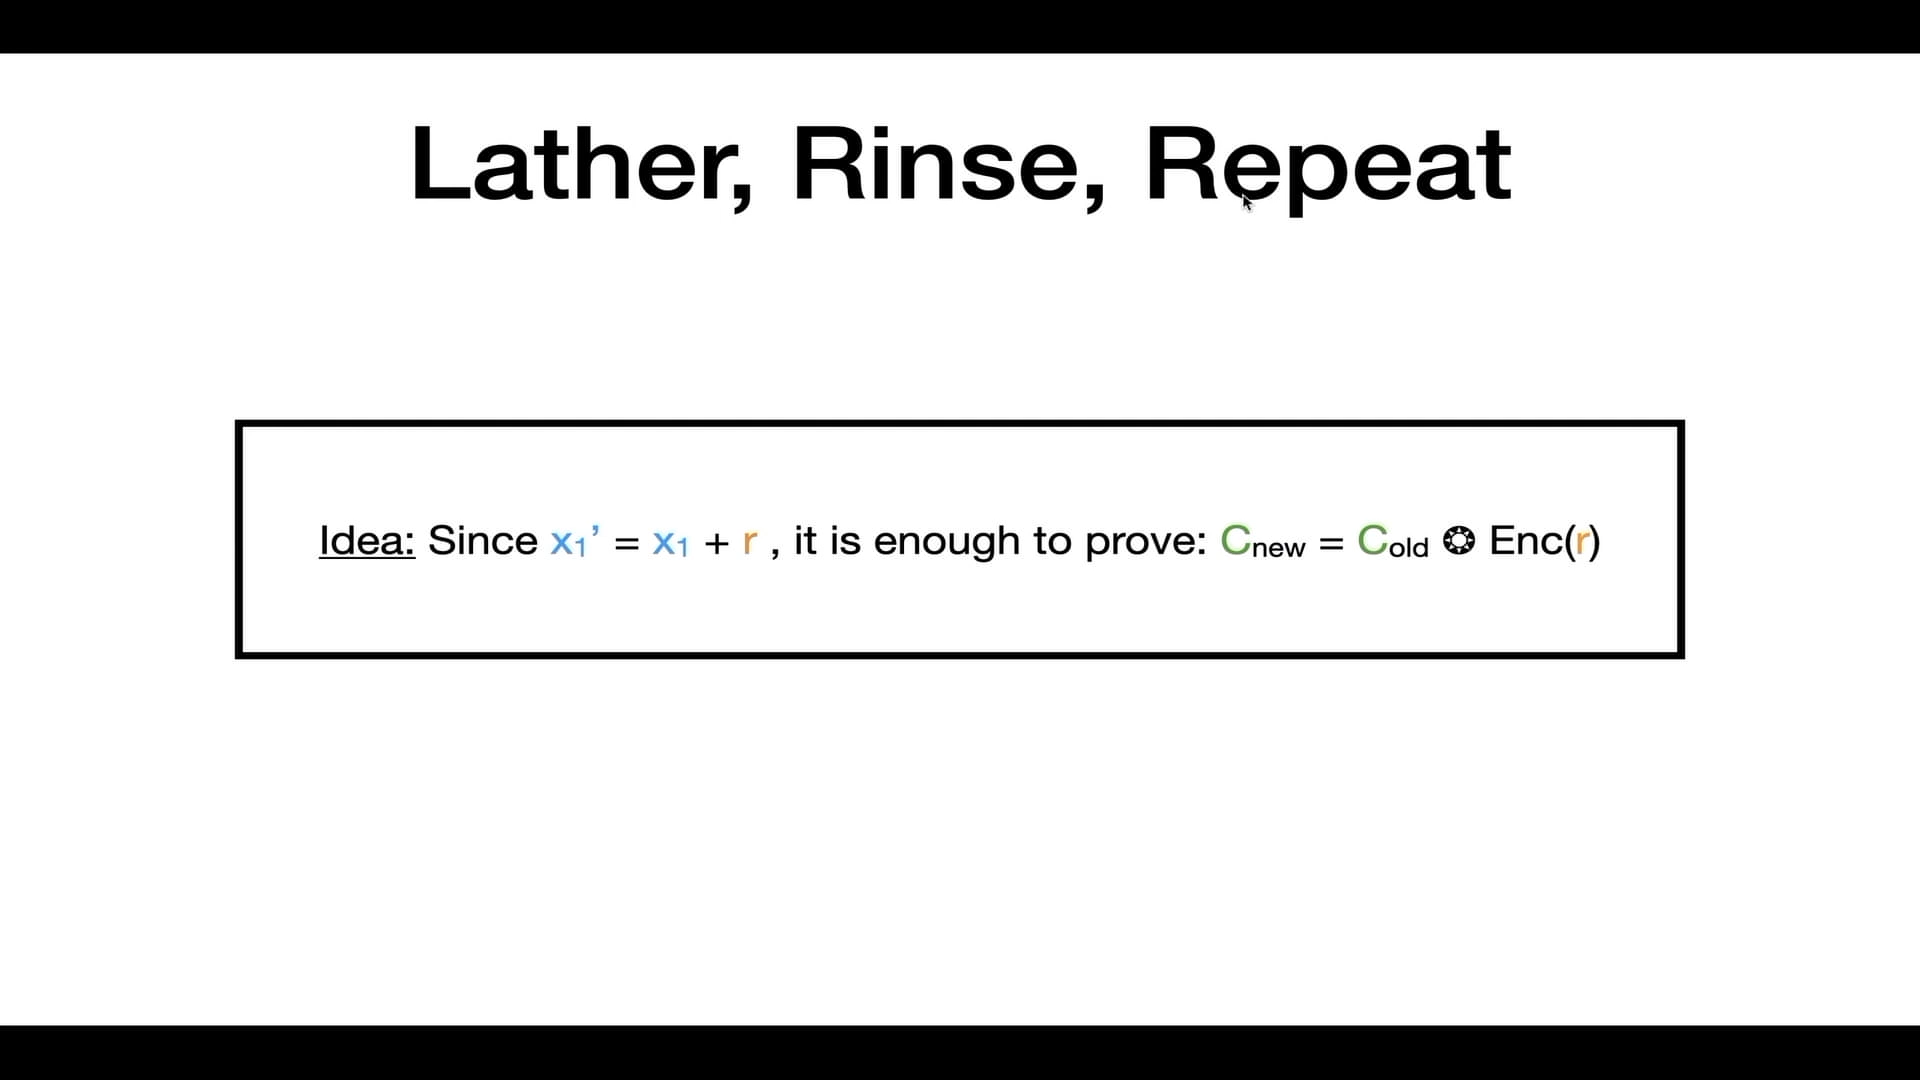 Lather, Rinse, Repeat
Idea: Since x₁’ = x₁ + r , it is enough to prove: Cnew = Cold ❂ Enc(r)